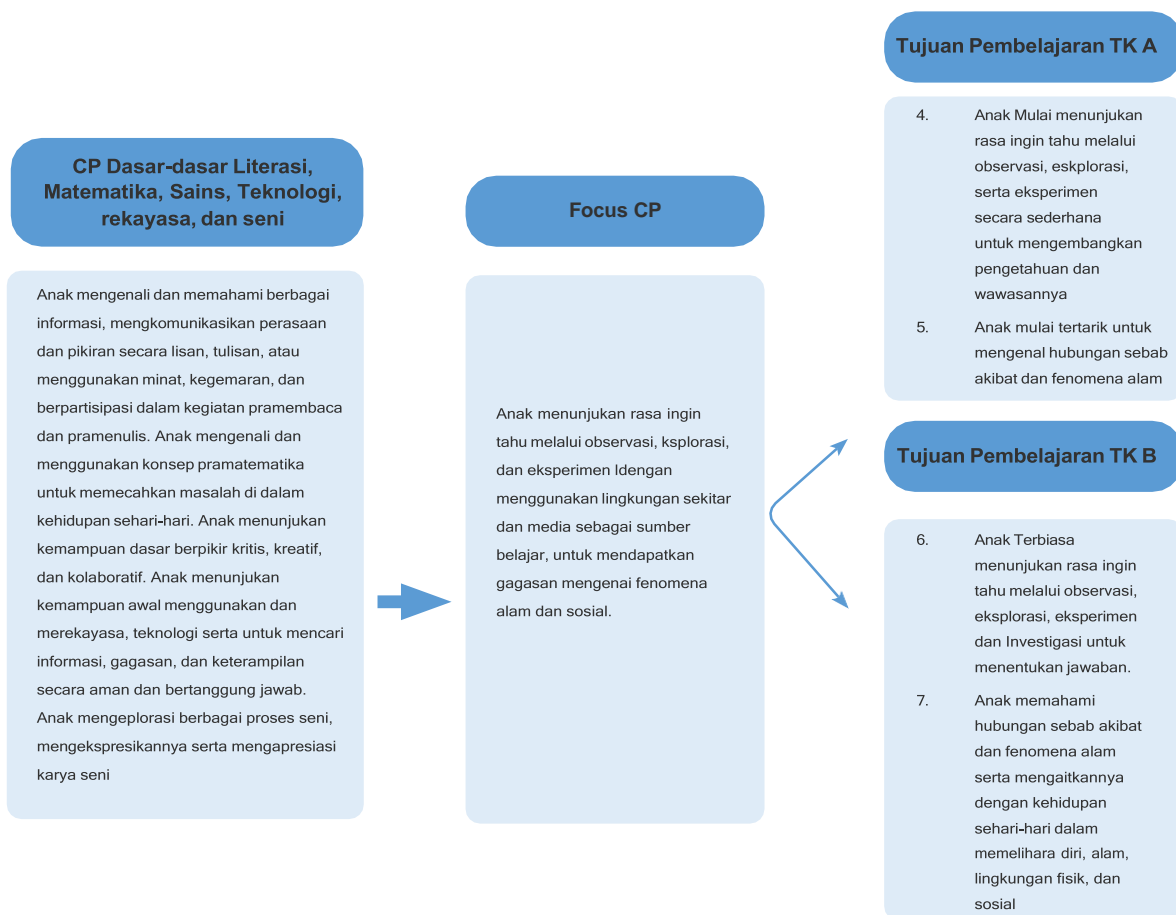 CP Dasar-dasar Literasi,
Matematika, Sains, Teknologi,
rekayasa, dan seni
Anak mengenali dan memahami berbagai
informasi, mengkomunikasikan perasaan
dan pikiran secara lisan, tulisan, atau
menggunakan minat, kegemaran, dan
berpartisipasi dalam kegiatan pramembaca
dan pramenulis. Anak mengenali dan
menggunakan konsep pramatematika
untuk memecahkan masalah di dalam
kehidupan sehari-hari. Anak menunjukan
kemampuan dasar berpikir kritis, kreatif,
dan kolaboratif. Anak menunjukan
kemampuan awal menggunakan dan
merekayasa, teknologi serta untuk mencari
informasi, gagasan, dan keterampilan
secara aman dan bertanggung jawab.
Anak mengeplorasi berbagai proses seni,
mengekspresikannya serta mengapresiasi
karya seni
Focus CP
Anak menunjukan rasa ingin
tahu melalui observasi, ksplorasi,
dan eksperimen ldengan
menggunakan lingkungan sekitar
dan media sebagai sumber
belajar, untuk mendapatkan
gagasan mengenai fenomena
alam dan sosial.
Tujuan Pembelajaran TK A
4. Anak Mulai menunjukan
rasa ingin tahu melalui
observasi, eskplorasi,
serta eksperimen
secara sederhana
untuk mengembangkan
pengetahuan dan
wawasannya
5. Anak mulai tertarik untuk
mengenal hubungan sebab
akibat dan fenomena alam
Tujuan Pembelajaran TK B
6. Anak Terbiasa
menunjukan rasa ingin
tahu melalui observasi,
eksplorasi, eksperimen
dan Investigasi untuk
menentukan jawaban.
7. Anak memahami
hubungan sebab akibat
dan fenomena alam
serta mengaitkannya
dengan kehidupan
sehari-hari dalam
memelihara diri, alam,
lingkungan fisik, dan
sosial